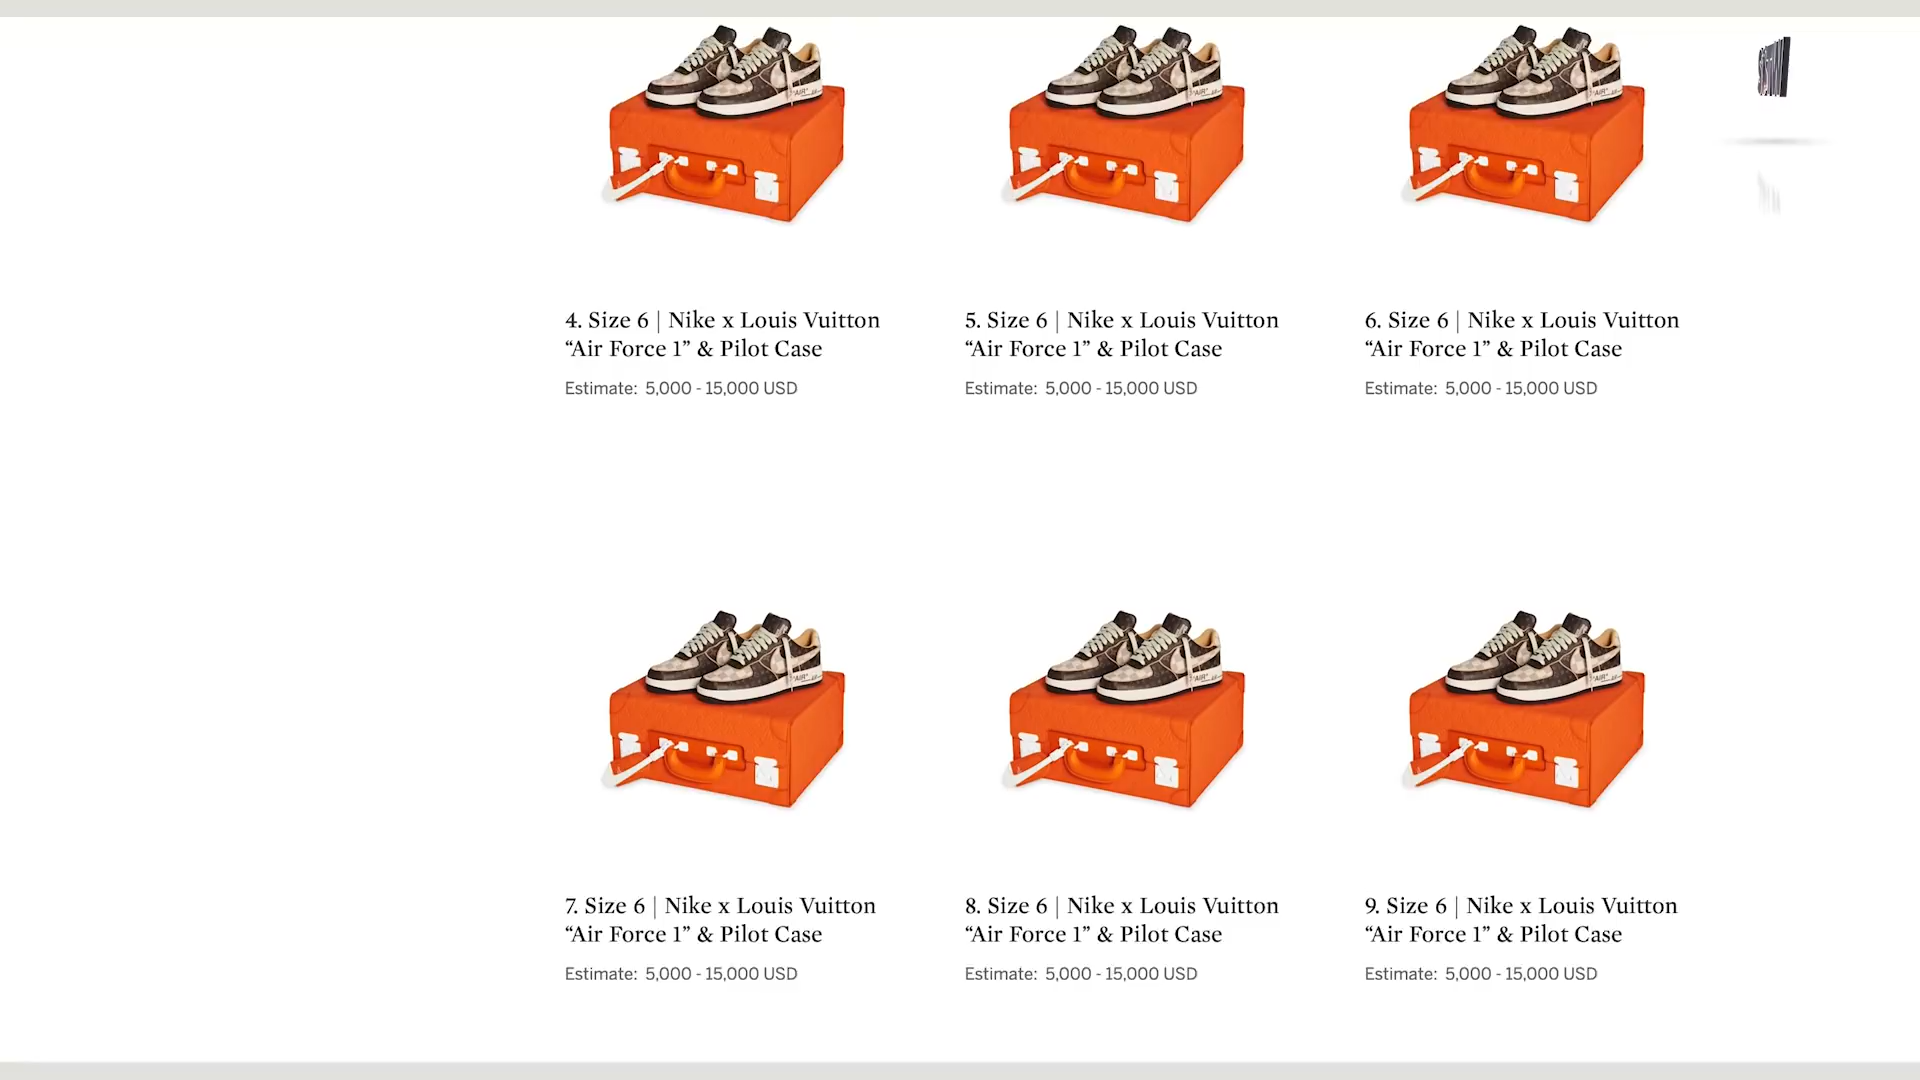 4. Size 6 | Nike x Louis Vuitton
“Air Force 1” & Pilot Case
Estimate: 5,000 - 15,000 USD
5. Size 6 | Nike x Louis Vuitton
“Air Force 1” & Pilot Case
Estimate: 5,000 - 15,000 USD
6. Size 6 | Nike x Louis Vuitton
“Air Force 1” & Pilot Case
Estimate: 5,000 - 15,000 USD
7. Size 6 | Nike x Louis Vuitton
“Air Force 1” & Pilot Case
Estimate: 5,000 - 15,000 USD
8. Size 6 | Nike x Louis Vuitton
“Air Force 1” & Pilot Case
Estimate: 5,000 - 15,000 USD
9. Size 6 | Nike x Louis Vuitton
“Air Force 1” & Pilot Case
Estimate: 5,000 - 15,000 USD